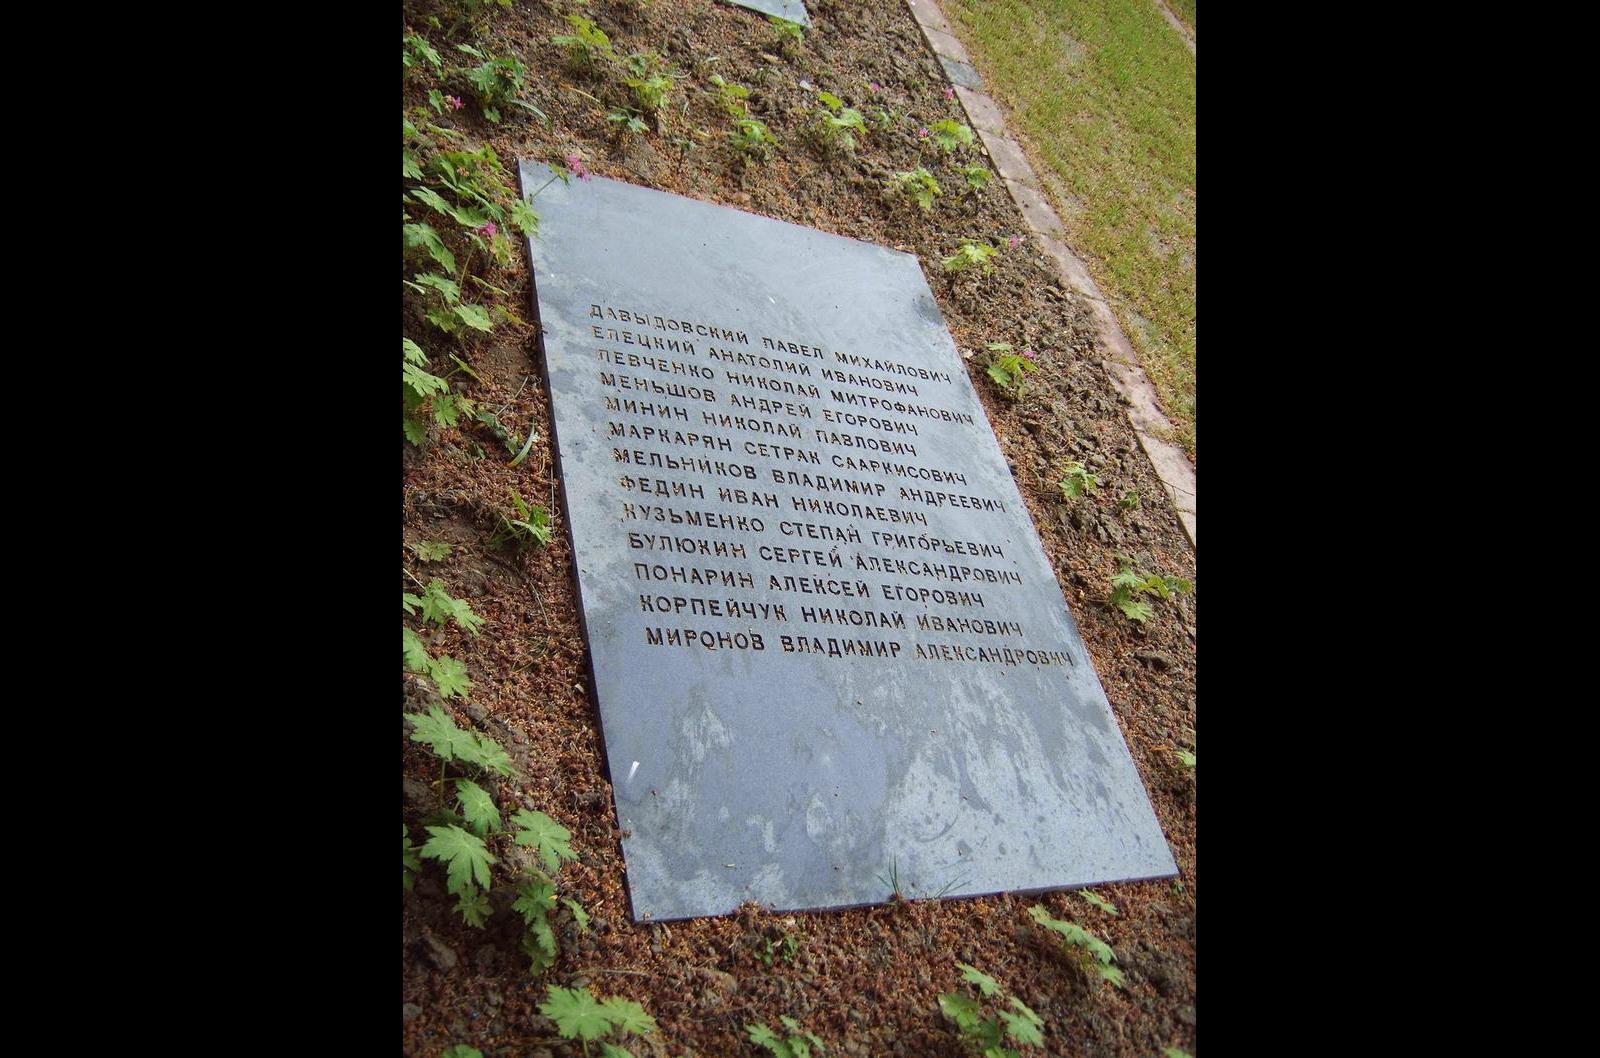 ДАВЫДОВСКИЙ ПАВЕЛ МИХАЙЛОВИЧ
ЕЛЕЦКИЙ АНАТОЛИЙ ИВАНОВИЧ
ЛЕВЧЕНКО НИКОЛАЙ МИТРОФАНОВИЧ
МЕНЬШОВ АНДРЕЙ ЕГОРОВИЧ
МИНИН НИКОЛАЙ ПАВЛОВИЧ
МАРКАРЯН СЕТРАК СААРКИСОВИЧ
МЕЛЬНИКОВ ВЛАДИМИР АНДРЕЕВИЧ
ФЕДИН ИВАН НИКОЛАЕВИЧ
КУЗЬМЕНКО СТЕПАН ГРИГОРЬЕВИЧ
БУЛЮКИН СЕРГЕЙ АЛЕКСАНДРОВИЧ
ПОНАРИН АЛЕКСЕЙ ЕГОРОВИЧ
КОРПЕЙЧУК НИКОЛАЙ ИВАНОВИЧ
МИРОНОВ ВЛАДИМИР АЛЕКСАНДРОВИЧ